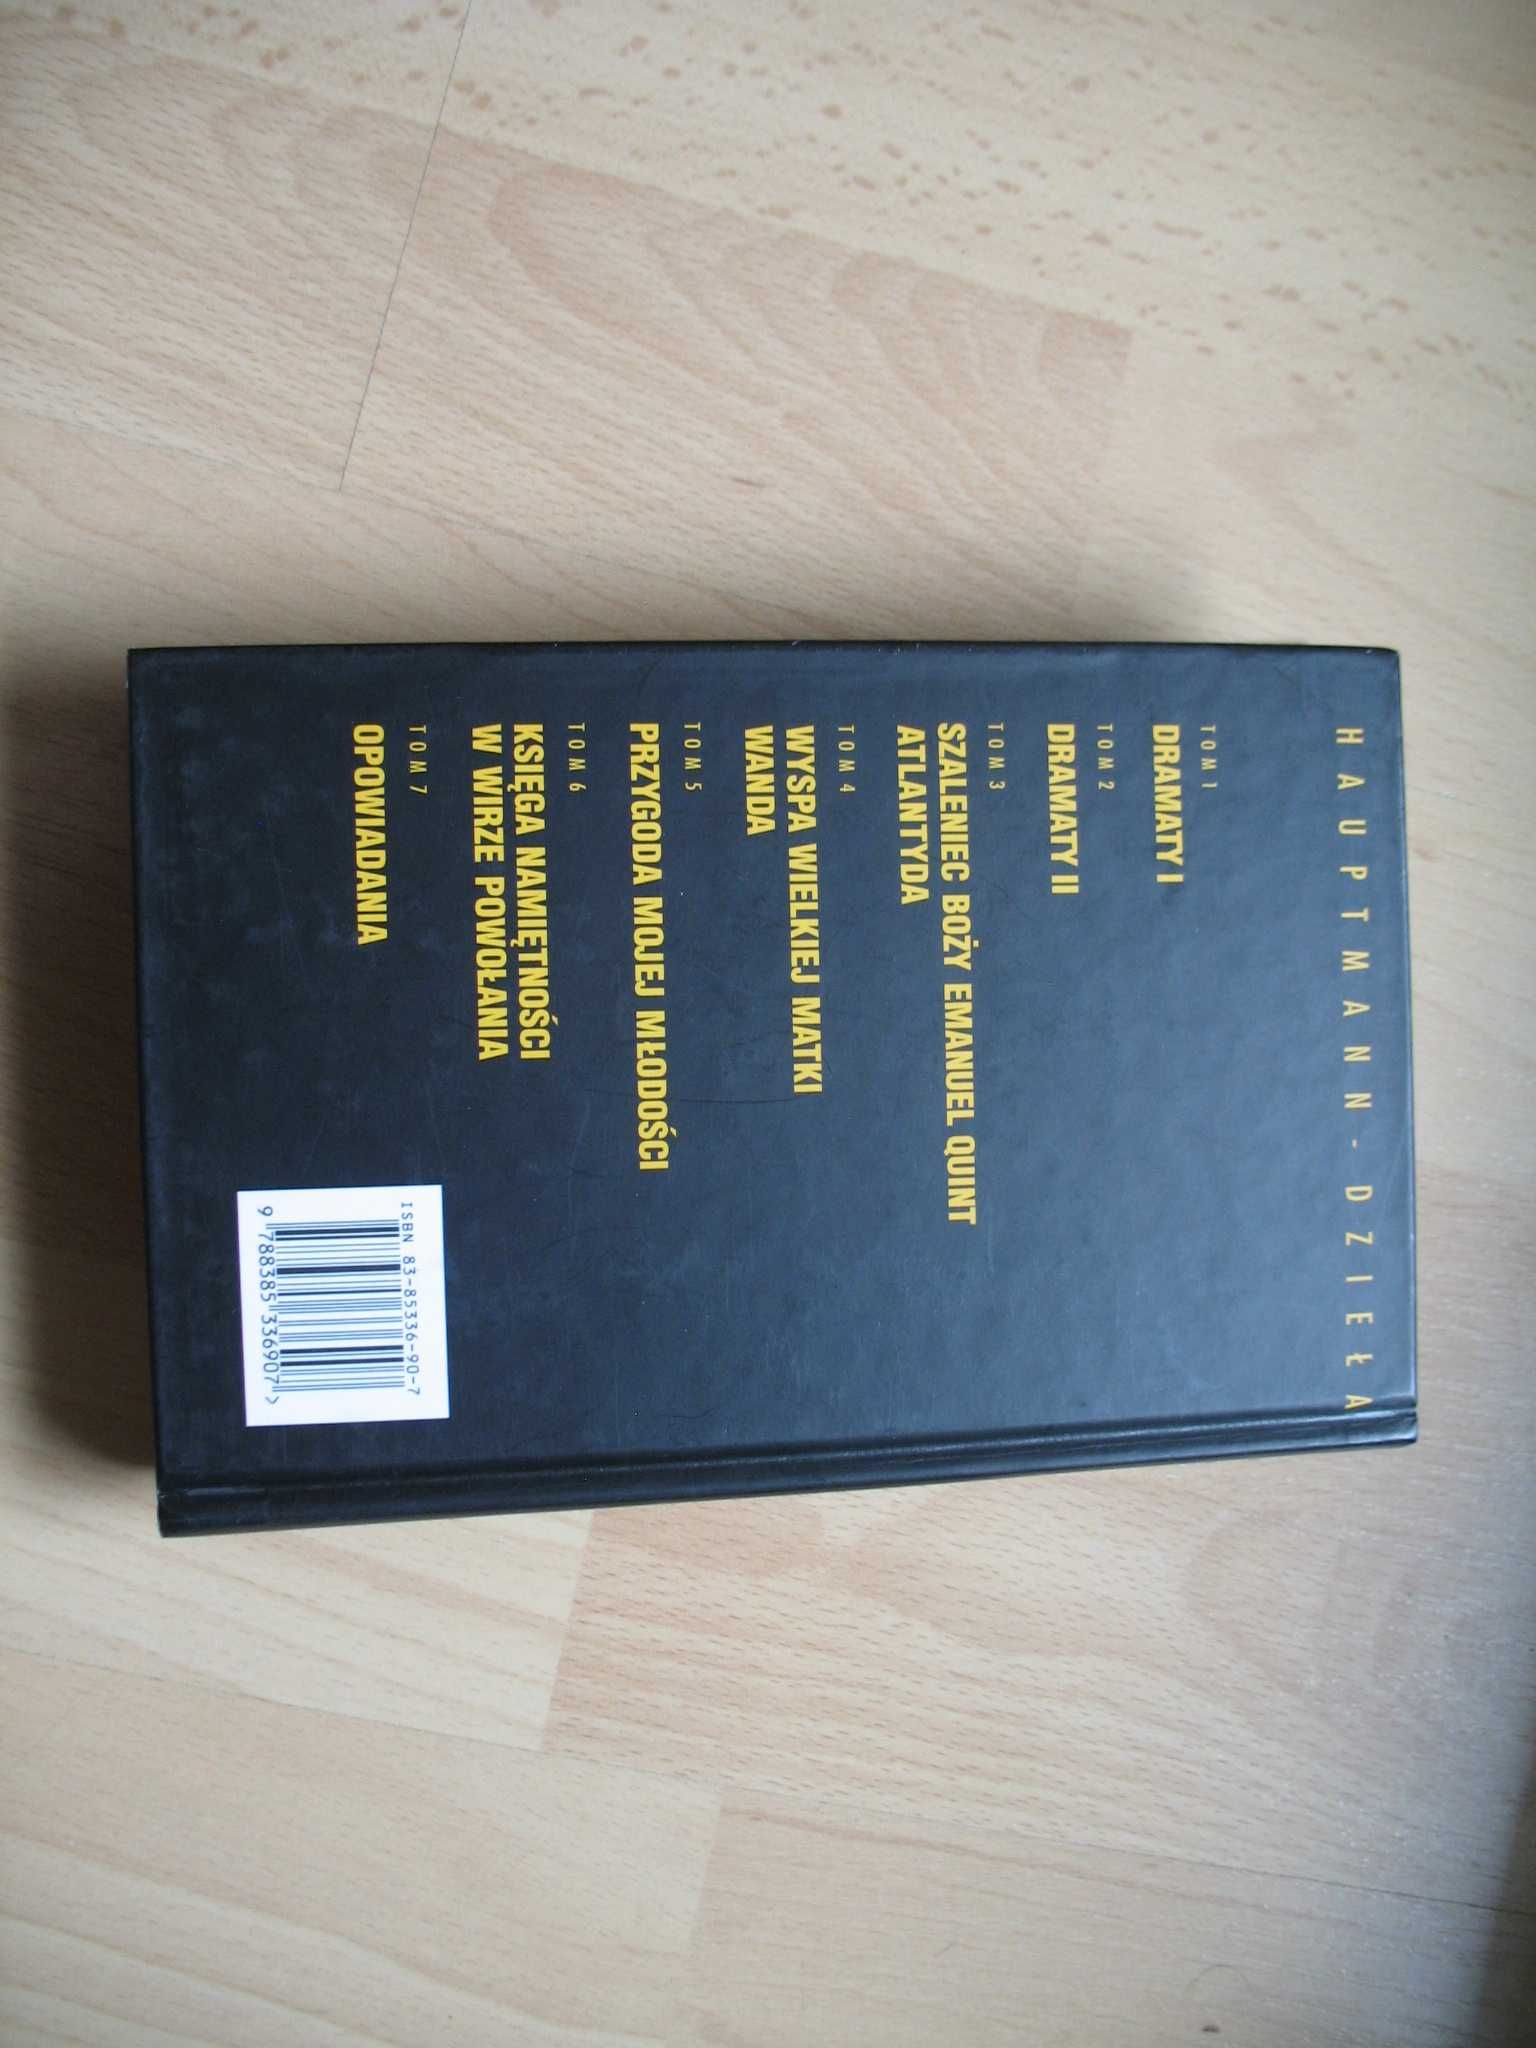 HAUPTMANN - DZIEŁA
TOM 1
DRAMATY I
TOM 2
DRAMATY II
TOM 3
SZALENIEC BOŻY EMANUEL QUINT
ATLANTYDA
TOM 4
WYSPA WIELKIEJ MATKI
WANDA
TOM 5
PRZYGODA MOJEJ MŁODOŚCI
TOM 6
KSIĘGA NAMIĘTNOŚCI
W WIRZE POWOŁANIA
TOM 7
OPOWIADANIA
ISBN 83-85336-90-7
9 788385 336907 >